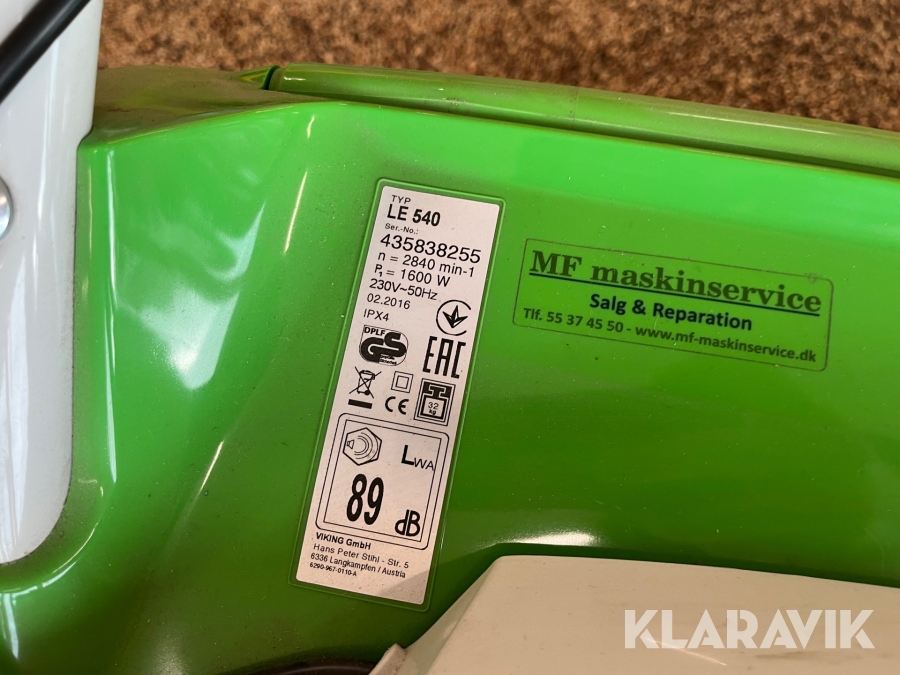 TYP
LE 540
Ser.-No.:
435838255
n = 2840 min-1
P₁ = 1600 W
230V~50Hz
02.2016
IPX4
DPLF
GS
EAC
CE
32
kg
LWA
89
dB
VIKING GmbH
Hans Peter Stihl - Str. 5
6336 Langkampfen / Austria
6290-967-0110-A
MF maskinservice
Salg & Reparation
Tlf. 55 37 45 50 - www.mf-maskinservice.dk
KLARAVIK